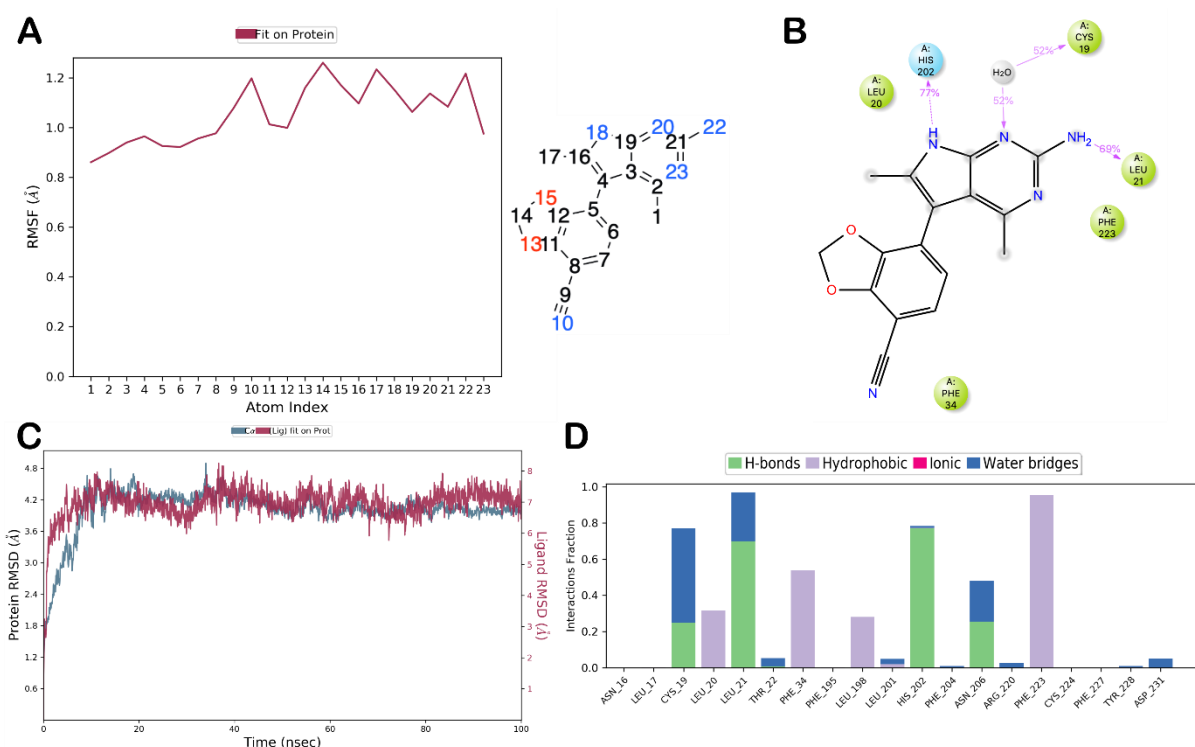 A
Fit on Protein
RMSF (Å)
1.2
1.0
0.8
0.6
0.4
0.2
0.0
1 2 3 4 5 6 7 8 9 10 11 12 13 14 15 16 17 18 19 20 21 22 23
Atom Index
18 20 22
19 21
17 16
3 23
4 2
15 5 1
14 12 6
13 11 7
8
9
10
B
A: HIS 202
A: CYS 19
52%
H₂O
A: LEU 20
77%
52%
H
N
N
NH₂
69%
A: LEU 21
N
A: PHE 223
O
O
N
A: PHE 34
C
(Lig) fit on Prot
Protein RMSD (Å)
4.8
4.2
3.6
3.0
2.4
1.8
1.2
0.6
8
7
6
5
4
3
2
1
Ligand RMSD (Å)
0 20 40 60 80 100
Time (nsec)
D
H-bonds Hydrophobic Ionic Water bridges
Interactions Fraction
1.0
0.8
0.6
0.4
0.2
0.0
ASN_16 LEU_17 CYS_19 LEU_20 LEU_21 THR_22 PHE_34 PHE_195 LEU_198 LEU_201 HIS_202 PHE_204 ASN_206 ARG_220 PHE_223 CYS_224 PHE_227 TYR_228 ASP_231